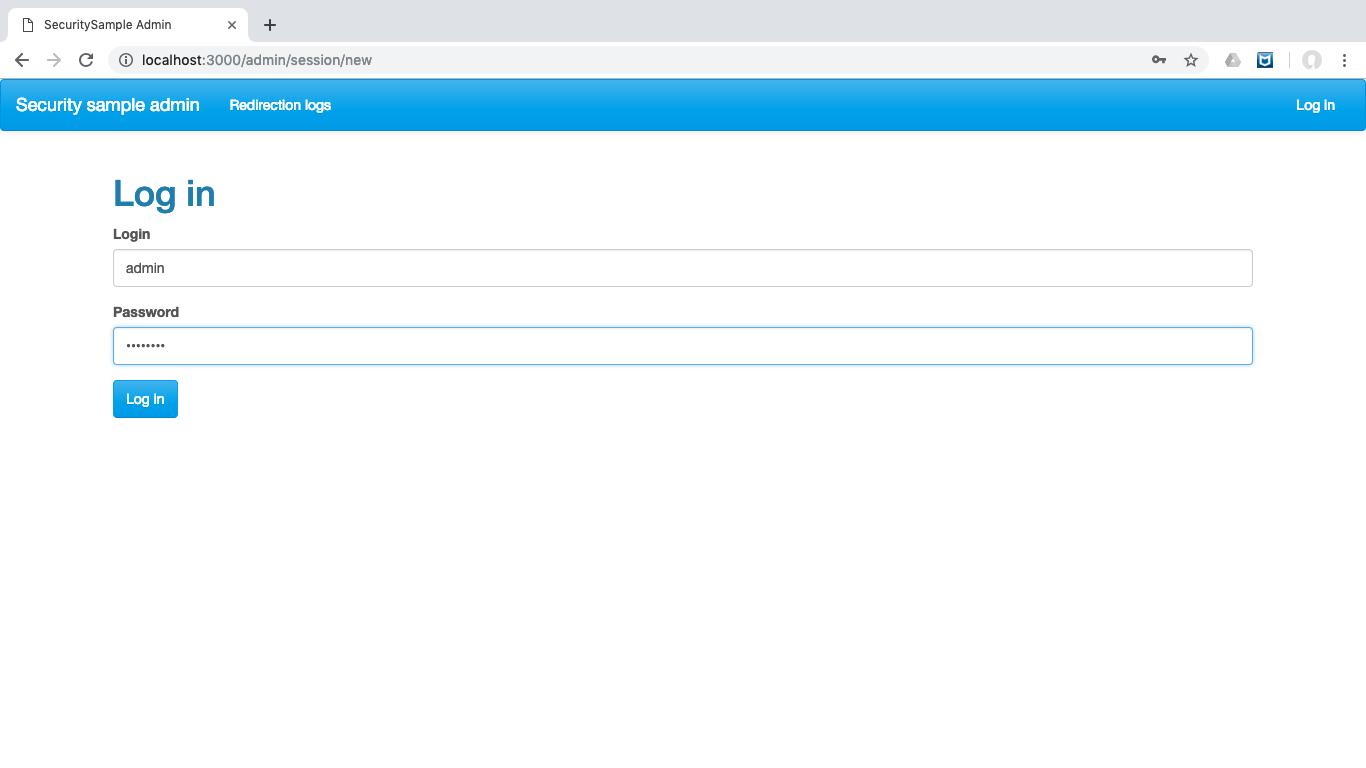 SecuritySample Admin
localhost:3000/admin/session/new
Security sample admin Redirection logs Log in
Log in
Login
admin
Password
••••••••
Log in